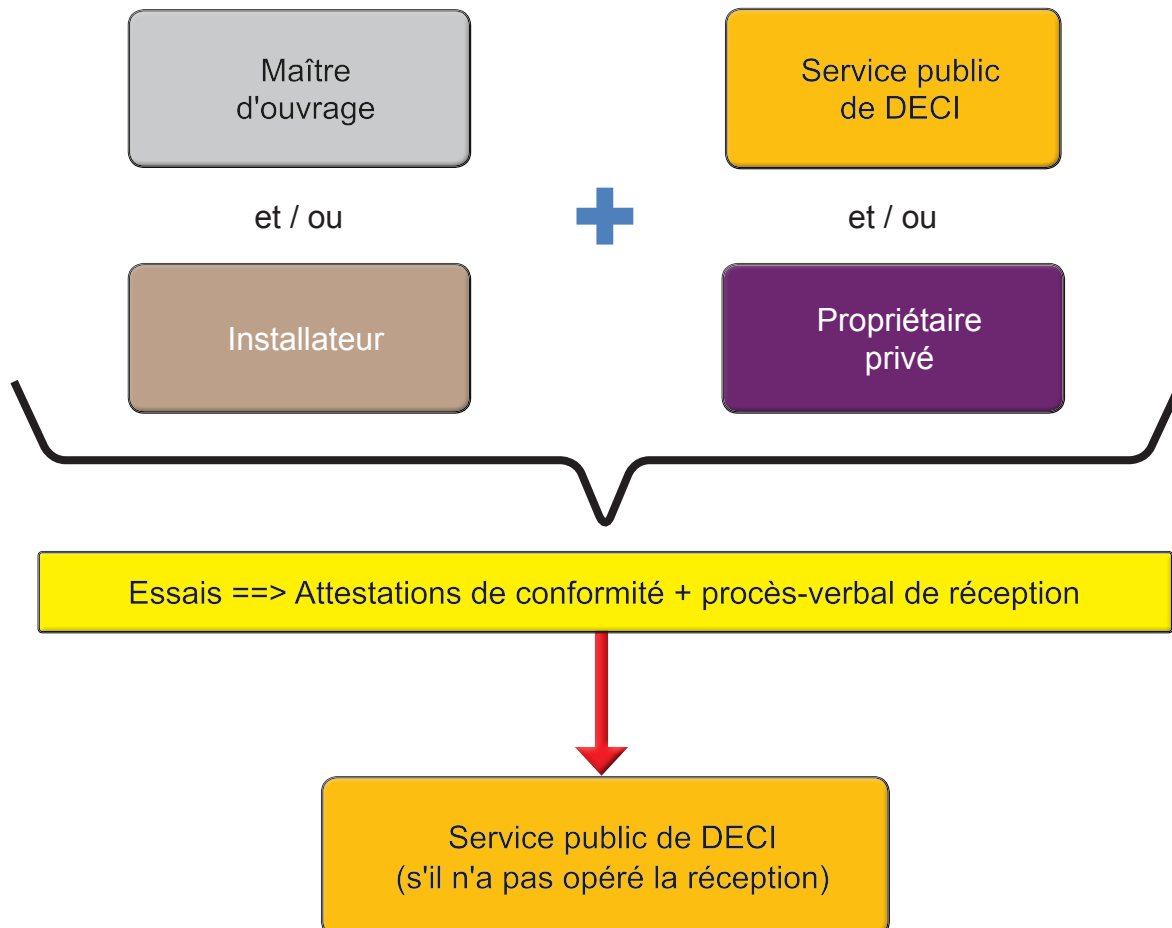 Maître
d'ouvrage
Service public
de DECI
et / ou
et / ou
Installateur
Propriétaire
privé
Essais ==> Attestations de conformité + procès-verbal de réception
Service public de DECI
(s'il n'a pas opéré la réception)